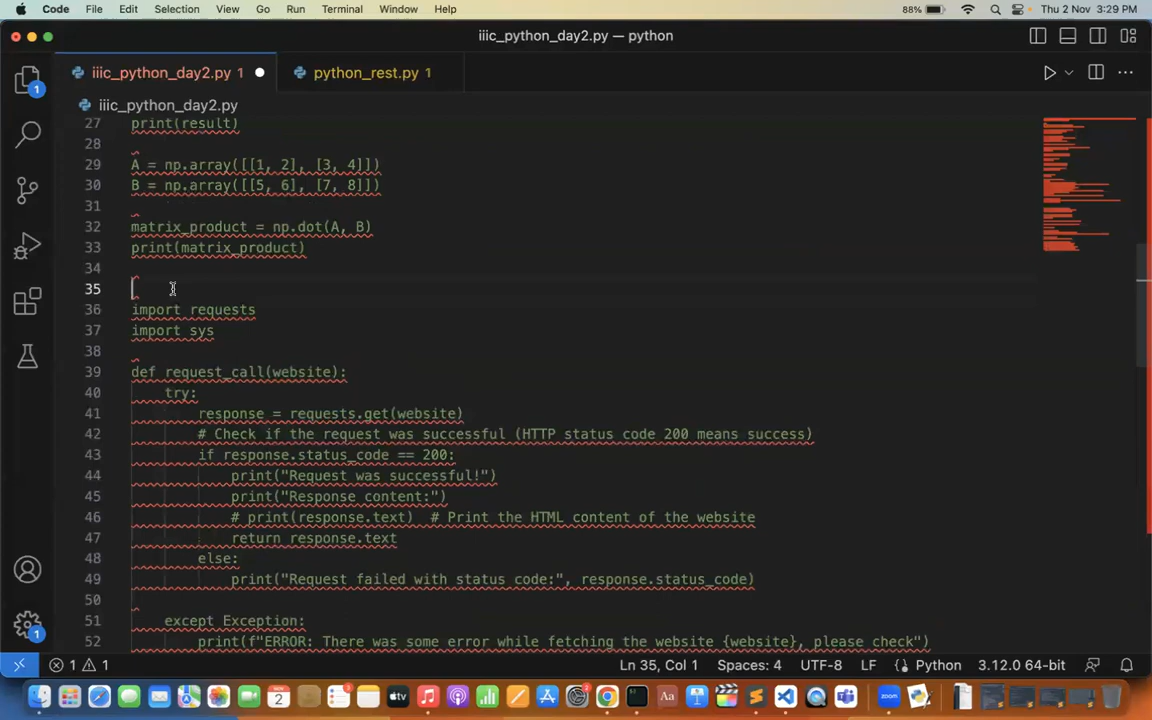 Code File Edit Selection View Go Run Terminal Window Help 88% Thu 2 Nov 3:29 PM
iiic_python_day2.py — python
iiic_python_day2.py 1 python_rest.py 1
iiic_python_day2.py
27 print(result)
28
29 A = np.array([[1, 2], [3, 4]])
30 B = np.array([[5, 6], [7, 8]])
31
32 matrix_product = np.dot(A, B)
33 print(matrix_product)
34
35
36 import requests
37 import sys
38
39 def request_call(website):
40 try:
41 response = requests.get(website)
42 # Check if the request was successful (HTTP status code 200 means success)
43 if response.status_code == 200:
44 print("Request was successful!")
45 print("Response content:")
46 # print(response.text) # Print the HTML content of the website
47 return response.text
48 else:
49 print("Request failed with status code:", response.status_code)
50
51 except Exception:
52 print(f"ERROR: There was some error while fetching the website {website}, please check")
1 1 Ln 35, Col 1 Spaces: 4 UTF-8 LF Python 3.12.0 64-bit